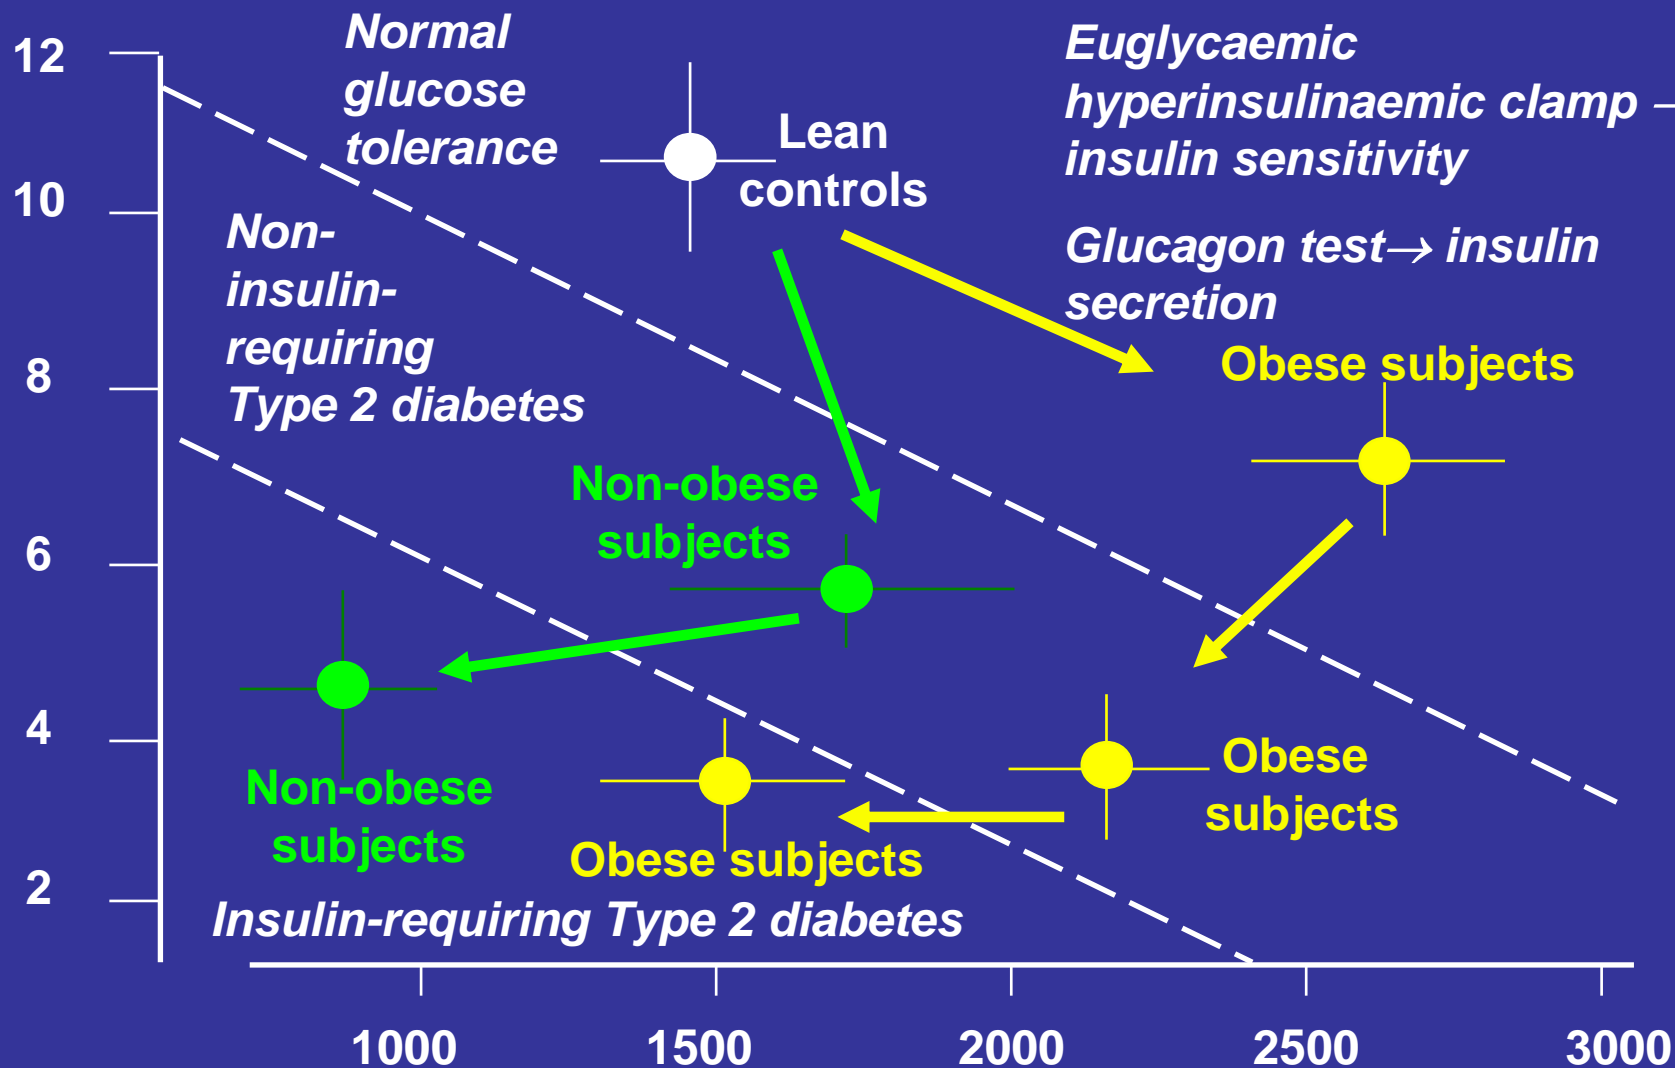 12
10
8
6
4
2
Normal
glucose
tolerance
Lean
controls
Euglycaemic
hyperinsulinaemic clamp –
insulin sensitivity
Glucagon test→ insulin
secretion
Non-
insulin-
requiring
Type 2 diabetes
Obese subjects
Non-obese
subjects
Non-obese
subjects
Obese subjects
Obese
subjects
Insulin-requiring Type 2 diabetes
1000
1500
2000
2500
3000